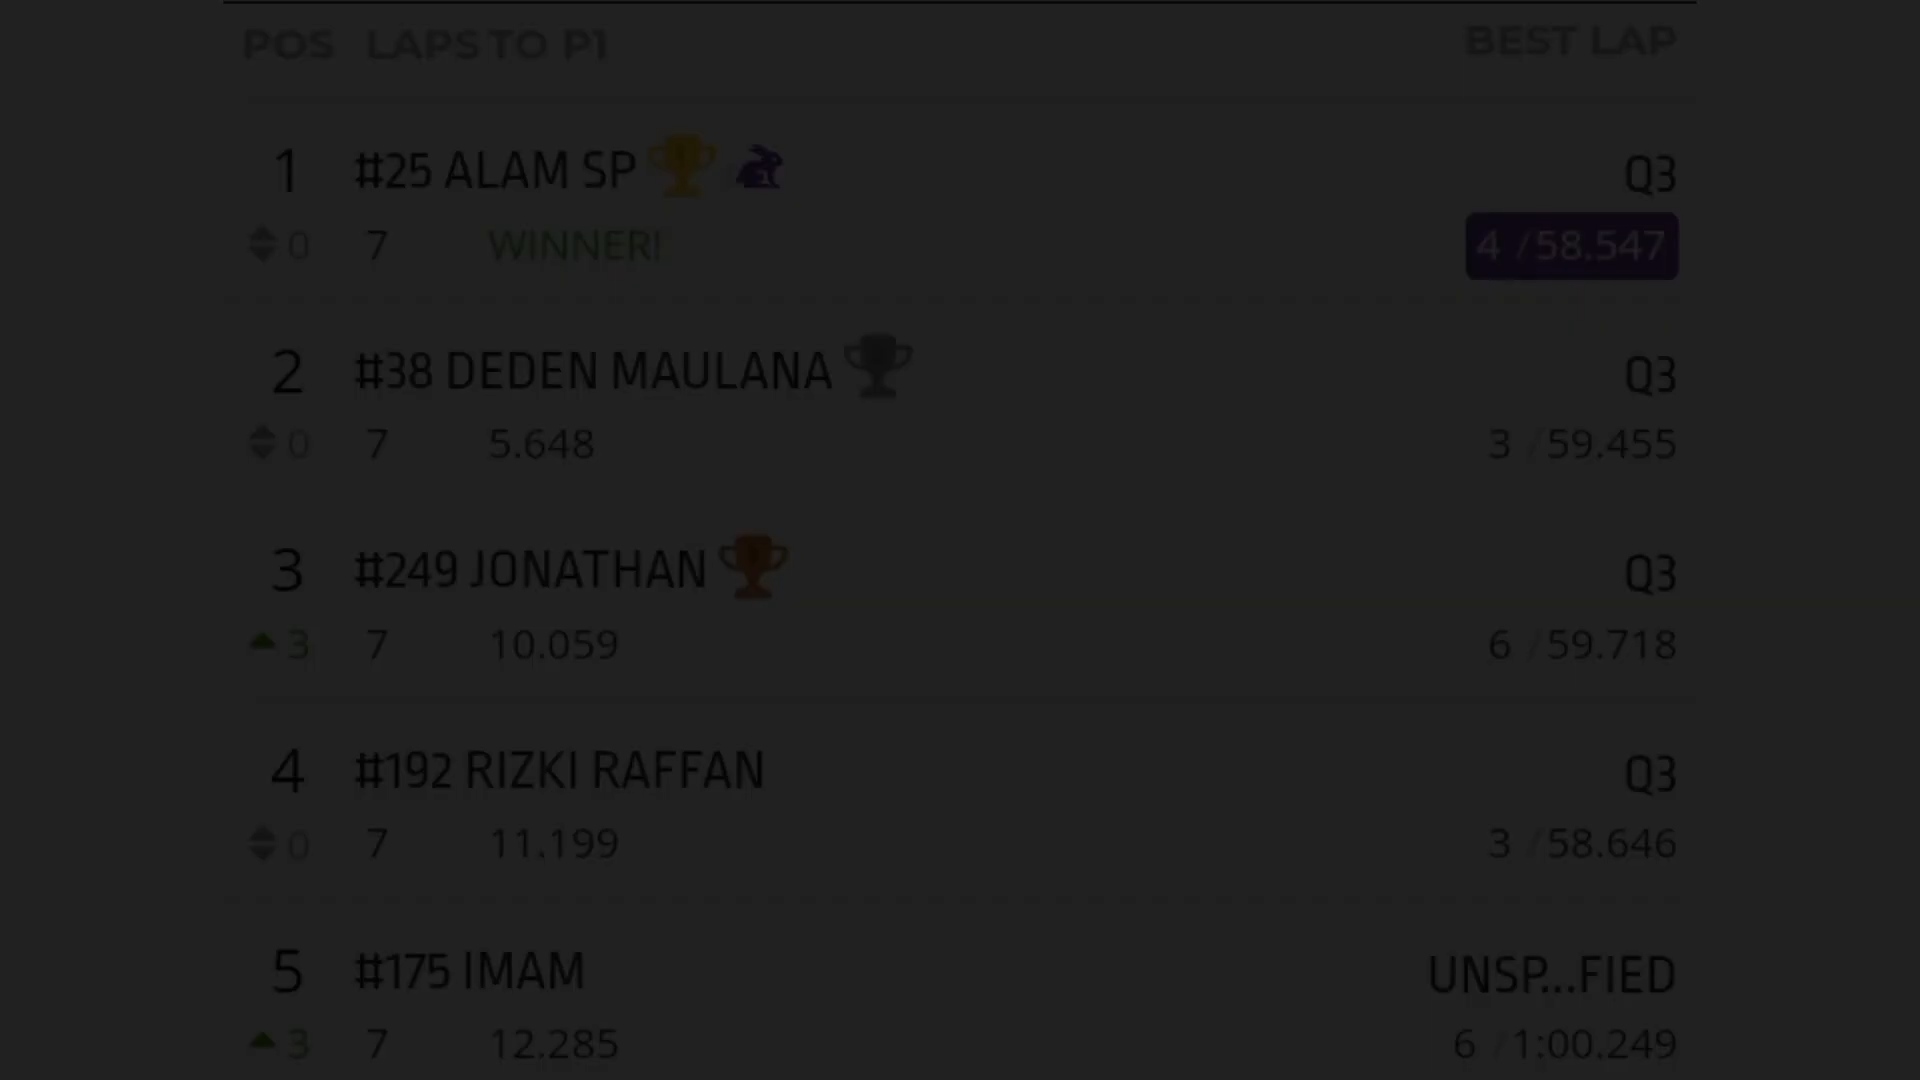 POS LAPS TO P1 BEST LAP
1 #25 ALAM SP Q3
0 7 WINNER! 4 /58.547
2 #38 DEDEN MAULANA Q3
0 7 5.648 3 /59.455
3 #249 JONATHAN Q3
3 7 10.059 6 /59.718
4 #192 RIZKI RAFFAN Q3
0 7 11.199 3 /58.646
5 #175 IMAM UNSP...FIED
3 7 12.285 6 /1:00.249